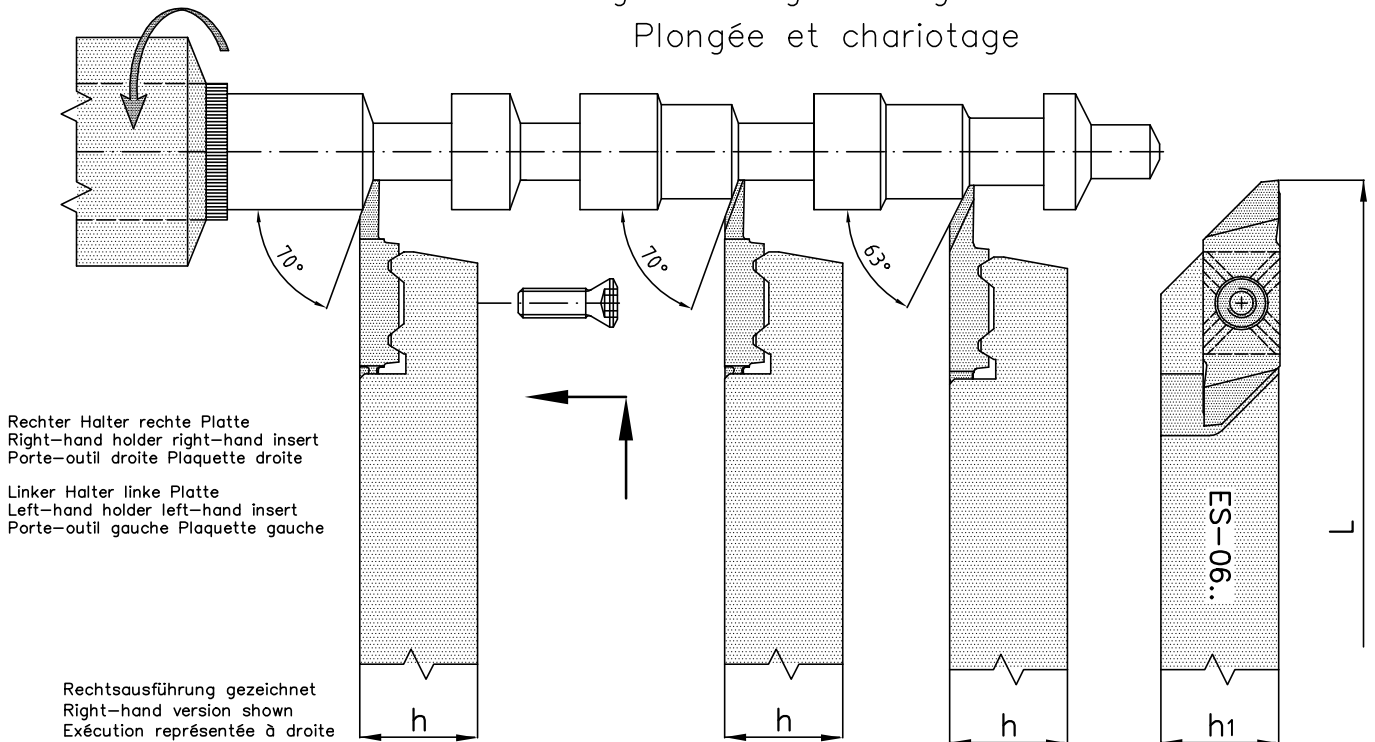 Plongée et chariotage
70°
70°
63°
Rechter Halter rechte Platte
Right-hand holder right-hand insert
Porte-outil droite Plaquette droite
Linker Halter linke Platte
Left-hand holder left-hand insert
Porte-outil gauche Plaquette gauche
ES-06..
L
Rechtsausführung gezeichnet
Right-hand version shown
Exécution représentée à droite
h
h
h
h1